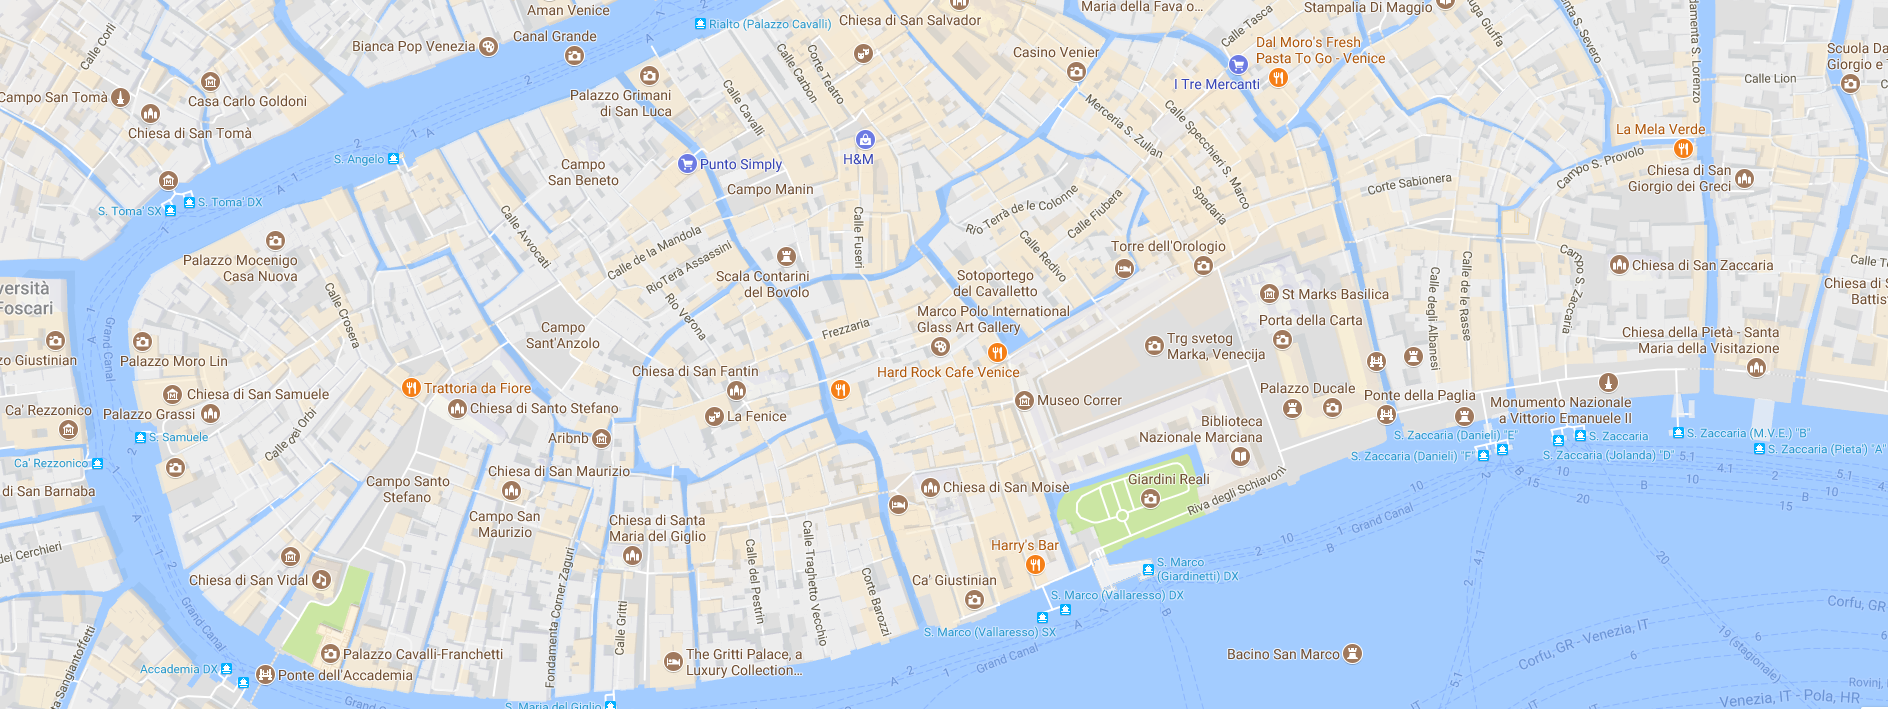 Aman Venice
Rialto (Palazzo Cavalli)
Chiesa di San Salvador
Maria della Fava o...
Stampalia Di Maggio
Calle Corli
Bianca Pop Venezia
Canal Grande
Casino Venier
Calle Tasca
Dal Moro's Fresh
Pasta To Go - Venice
Ruga Giuffa
Fondamenta S. Severo
Fondamenta S. Lorenzo
Scuola Da
Giorgio e T
Calle Lion
Campo San Tomà
Casa Carlo Goldoni
Chiesa di San Tomà
Palazzo Grimani
di San Luca
Calle Cavalli
Calle Carbon
Corte Teatro
H&M
I Tre Mercanti
Merceria S. Zulian
Calle Specchieri S. Marco
La Mela Verde
Chiesa di San
Giorgio dei Greci
Campo S. Provolo
S. Angelo
Campo
San Beneto
Punto Simply
Campo Manin
Corte Sabionera
Spadaria
S. Toma' SX
S. Toma' DX
Calle Avvocati
Calle de la Mandola
RioTerà Assassini
Calle Fuseri
Rio Terrà de le Colonne
Calle Fiubera
Calle Redivo
Torre dell'Orologio
Palazzo Mocenigo
Casa Nuova
Scala Contarini
del Bovolo
Sotoportego
del Cavalletto
Marco Polo International
Glass Art Gallery
St Marks Basilica
Porta della Carta
Campo S. Zaccaria
Chiesa di San Zaccaria
Calle T
Chiesa di S
Battist
versità
Foscari
Grand Canal
Calle Crosera
Campo
Sant'Anzolo
Rio Verona
Frezzaria
Trg svetog
Marka, Venecija
Calle degli Albanesi
Calle de le Rasse
Chiesa della Pietà - Santa
Maria della Visitazione
zo Giustinian
Palazzo Moro Lin
Chiesa di San Fantin
Hard Rock Cafe Venice
Trattoria da Fiore
Chiesa di San Samuele
Palazzo Grassi
Chiesa di Santo Stefano
La Fenice
Museo Correr
Palazzo Ducale
Ponte della Paglia
Monumento Nazionale
a Vittorio Emanuele II
Ca' Rezzonico
S. Samuele
Calle dei Orbi
Aribnb
Biblioteca
Nazionale Marciana
S. Zaccaria (Danieli) "E"
S. Zaccaria (Danieli) "F"
S. Zaccaria
S. Zaccaria (Jolanda) "D"
S. Zaccaria (M.V.E.) "B"
S. Zaccaria (Pieta') "A"
Ca' Rezzonico
di San Barnaba
Chiesa di San Maurizio
Campo Santo
Stefano
Campo San
Maurizio
Chiesa di Santa
Maria del Giglio
Chiesa di San Moisè
Giardini Reali
Riva degli Schiavoni
Grand Canal
dei Cerchieri
Chiesa di San Vidal
Fondamenta Corner Zaguri
Calle Gritti
Calle del Pestrin
Calle Traghetto Vecchio
Corte Barozzi
Harry's Bar
Ca' Giustinian
S. Marco
(Giardinetti) DX
S. Marco (Vallaresso) DX
S. Marco (Vallaresso) SX
Grand Canal
Grand Canal
Bacino San Marco
Corfu, GR
Corfu, GR - Venezia, IT
19 (stagionale)
Rovinj,
Venezia, IT - Pola, HR
Accademia DX
Palazzo Cavalli-Franchetti
Ponte dell'Accademia
The Gritti Palace, a
Luxury Collection...
Grand Canal
S. Maria del Giglio